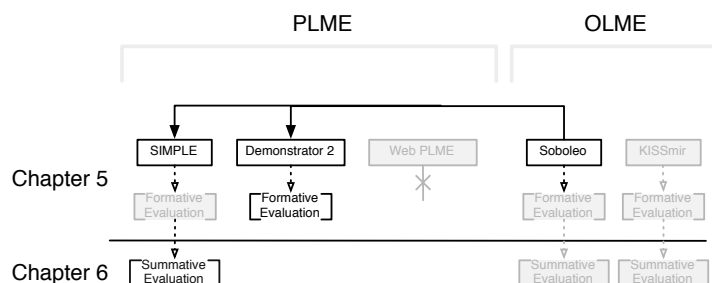 PLME OLME
SIMPLE Demonstrator 2 Web PLME Soboleo KISSmir
Chapter 5
Formative Formative Formative Formative
Evaluation Evaluation Evaluation Evaluation
Chapter 6
Summative Summative Summative
Evaluation Evaluation Evaluation